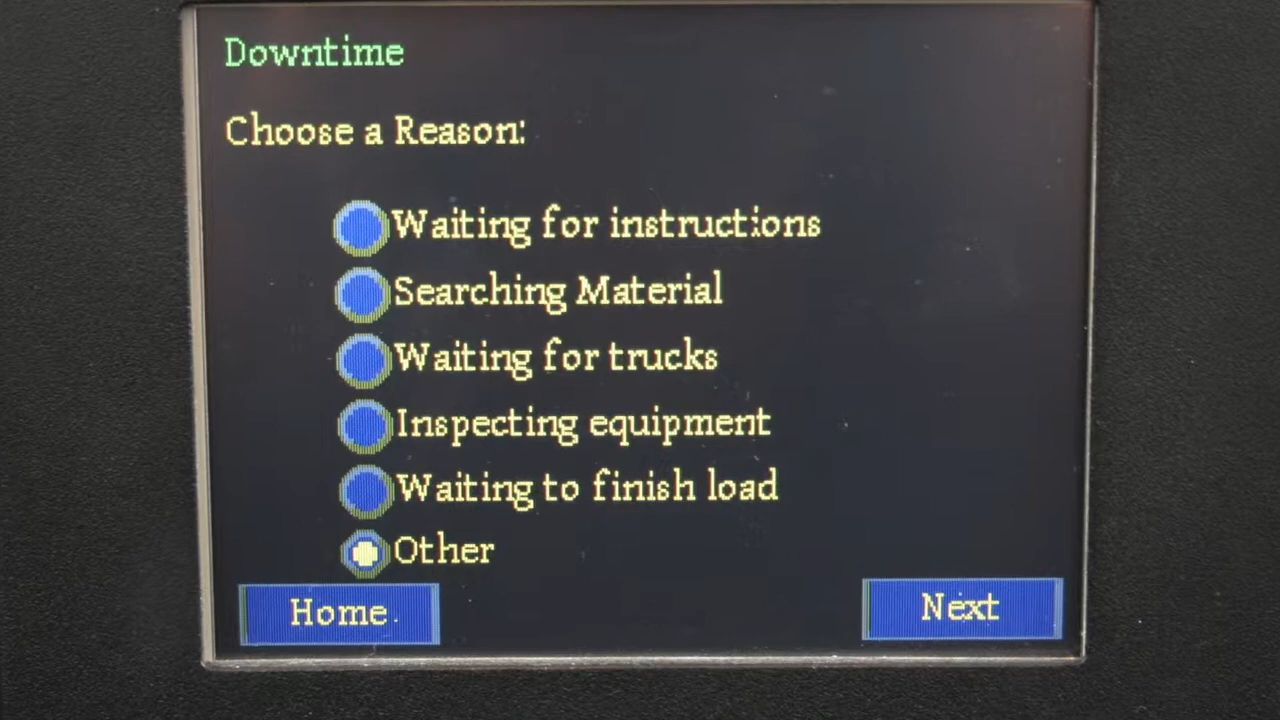 Downtime
Choose a Reason:
Waiting for instructions
Searching Material
Waiting for trucks
Inspecting equipment
Waiting to finish load
Other
Home
Next